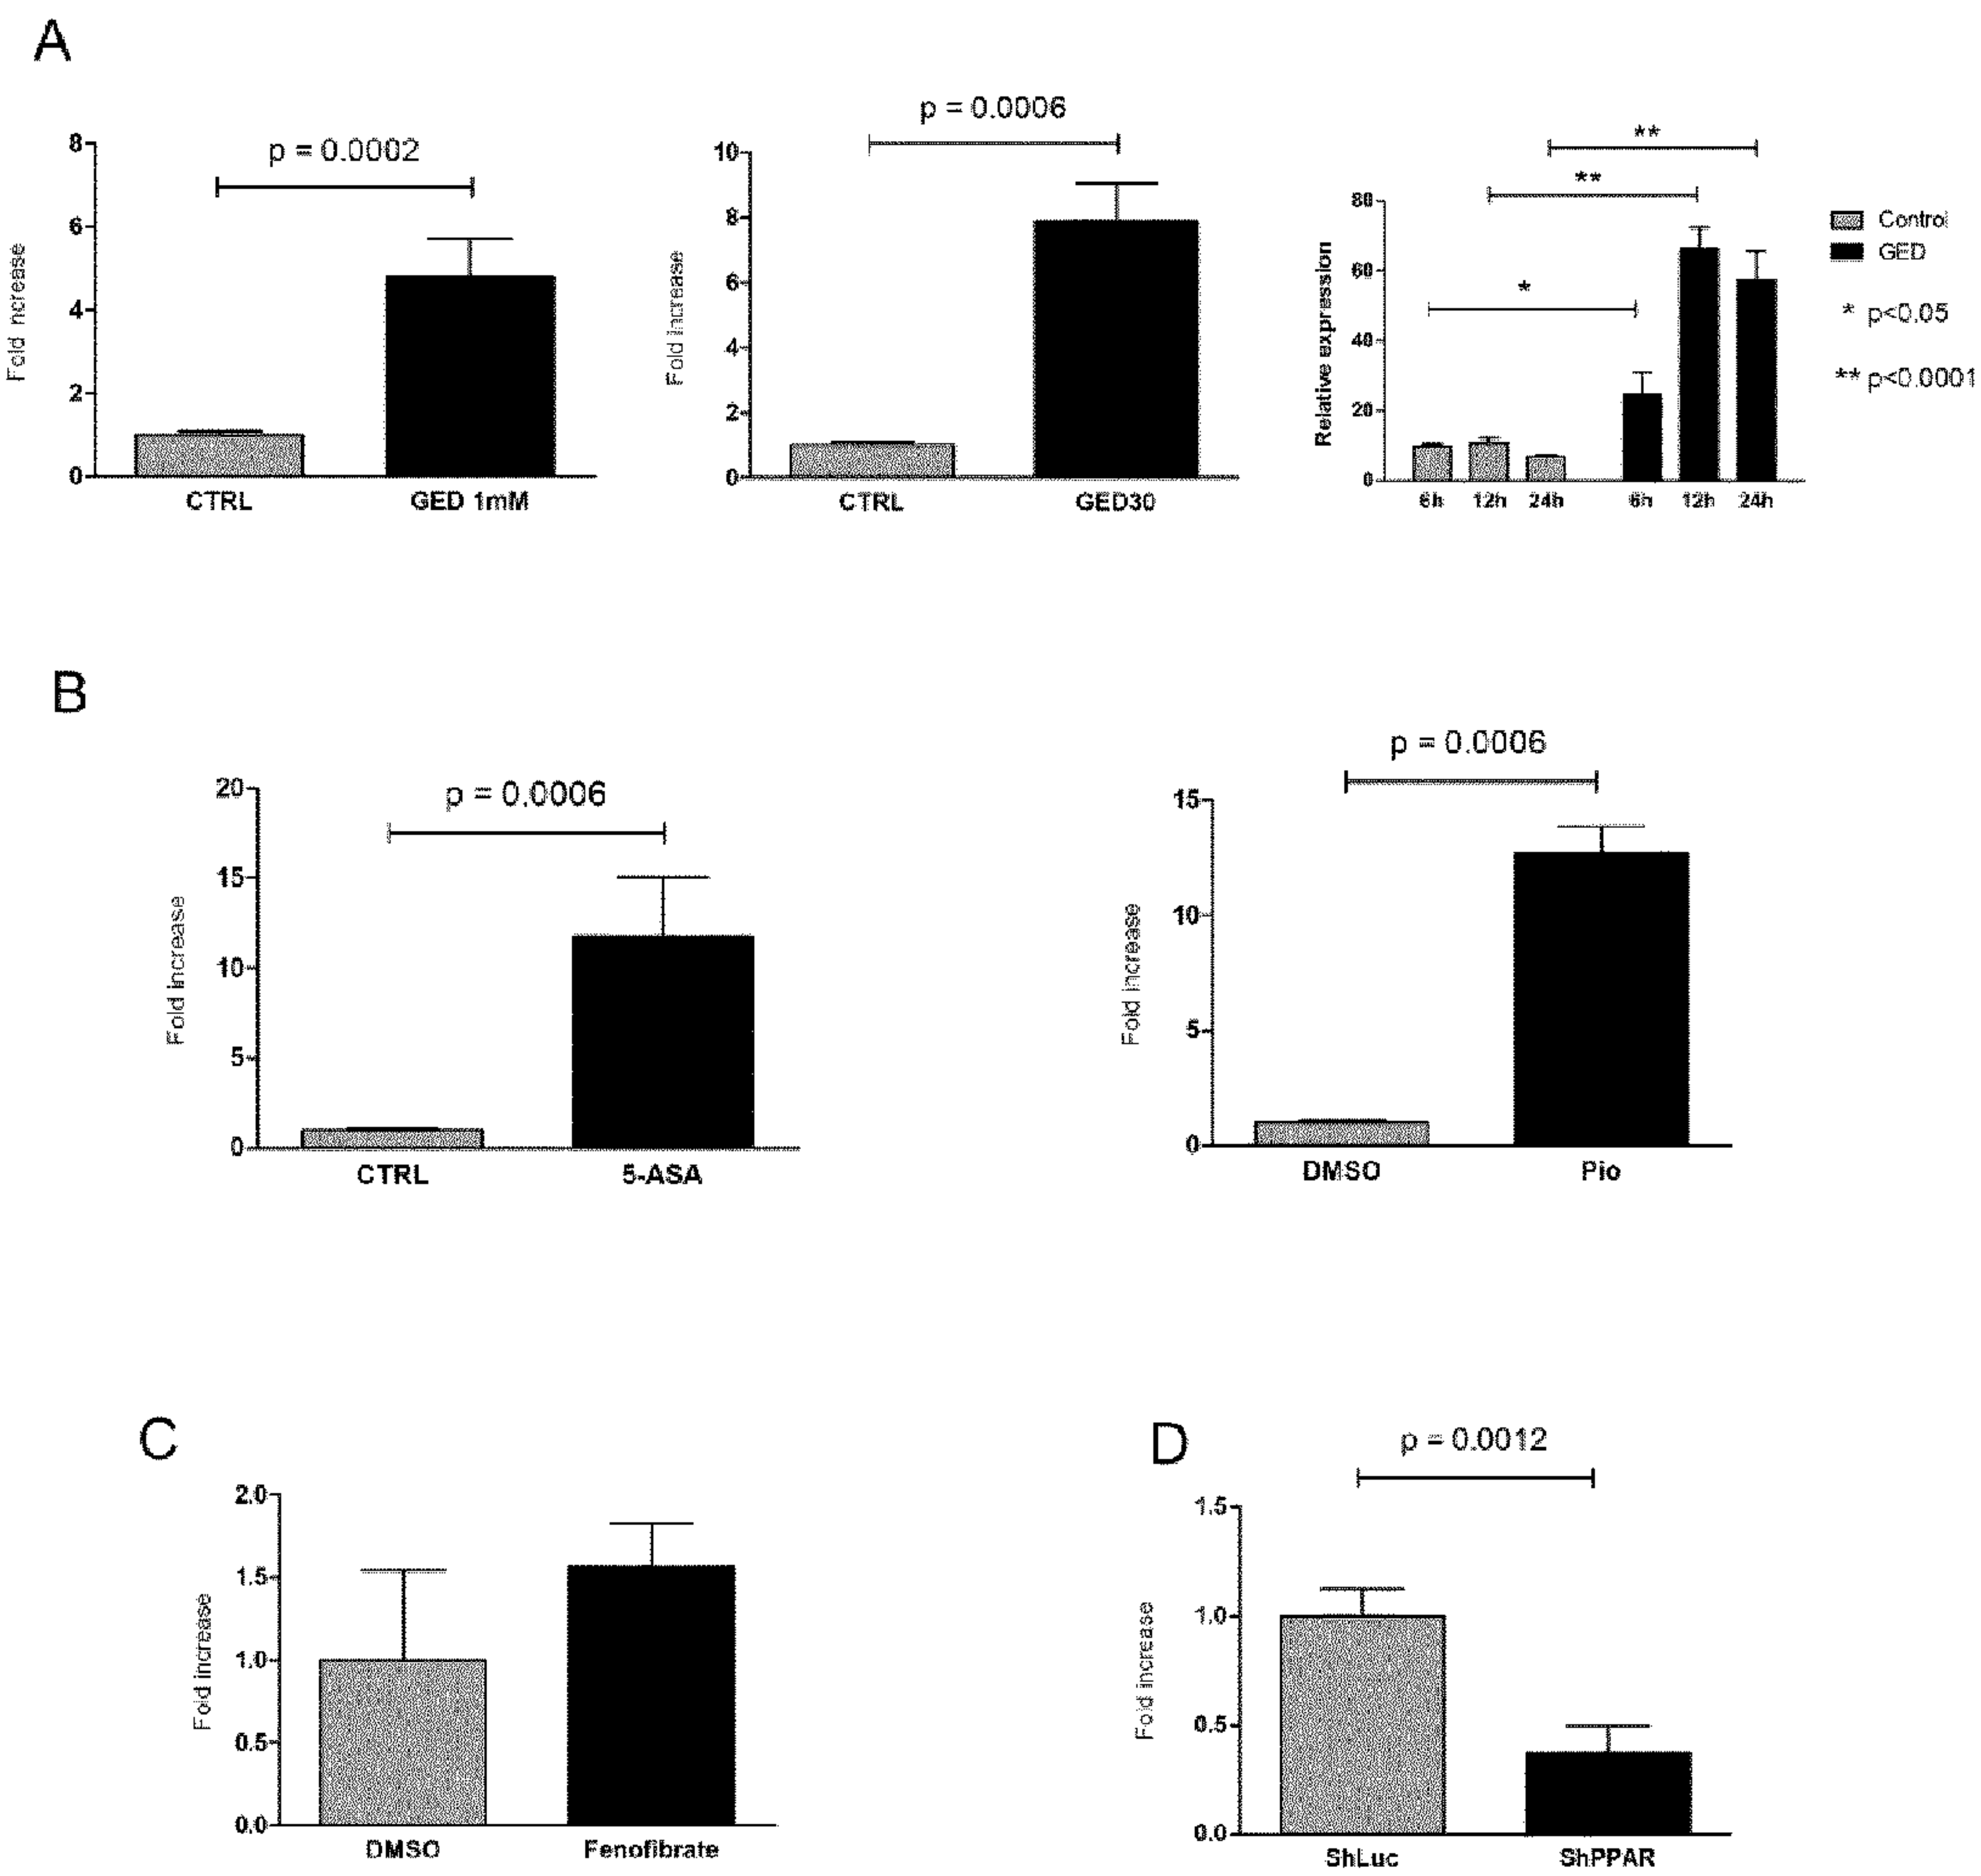 A
p = 0.0002
8
6
4
2
0
Fold ncrease
CTRL
GED 1mM
p = 0.0006
10
8
6
4
2
0
Fold increase
CTRL
GED30
**
**
*
80
60
40
20
0
Relative expression
6h 12h 24h 6h 12h 24h
Control
GED
* p<0.05
** p<0.0001
B
p = 0.0006
20
15
10
5
0
Fold increase
CTRL
5-ASA
p = 0.0006
15
10
5
0
Fold increase
DMSO
Pio
C
2.0
1.5
1.0
0.5
0.0
Fold increase
DMSO
Fenofibrate
D
p = 0.0012
1.5
1.0
0.5
0.0
Fold increase
ShLuc
ShPPAR